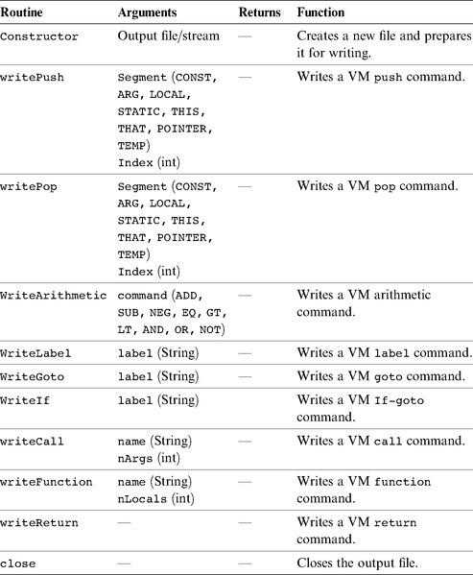 Routine Arguments Returns Function
Constructor Output file/stream — Creates a new file and prepares
it for writing.
writePush Segment (CONST, — Writes a VM push command.
ARG, LOCAL,
STATIC, THIS,
THAT, POINTER,
TEMP)
Index (int)
writePop Segment (CONST, — Writes a VM pop command.
ARG, LOCAL,
STATIC, THIS,
THAT, POINTER,
TEMP)
Index (int)
WriteArithmetic command (ADD, — Writes a VM arithmetic
SUB, NEG, EQ, GT, command.
LT, AND, OR, NOT)
WriteLabel label (String) — Writes a VM label command.
WriteGoto label (String) — Writes a VM goto command.
WriteIf label (String) — Writes a VM If-goto
command.
writeCall name (String) — Writes a VM call command.
nArgs (int)
writeFunction name (String) — Writes a VM function
nLocals (int) command.
writeReturn — — Writes a VM return
command.
close — — Closes the output file.